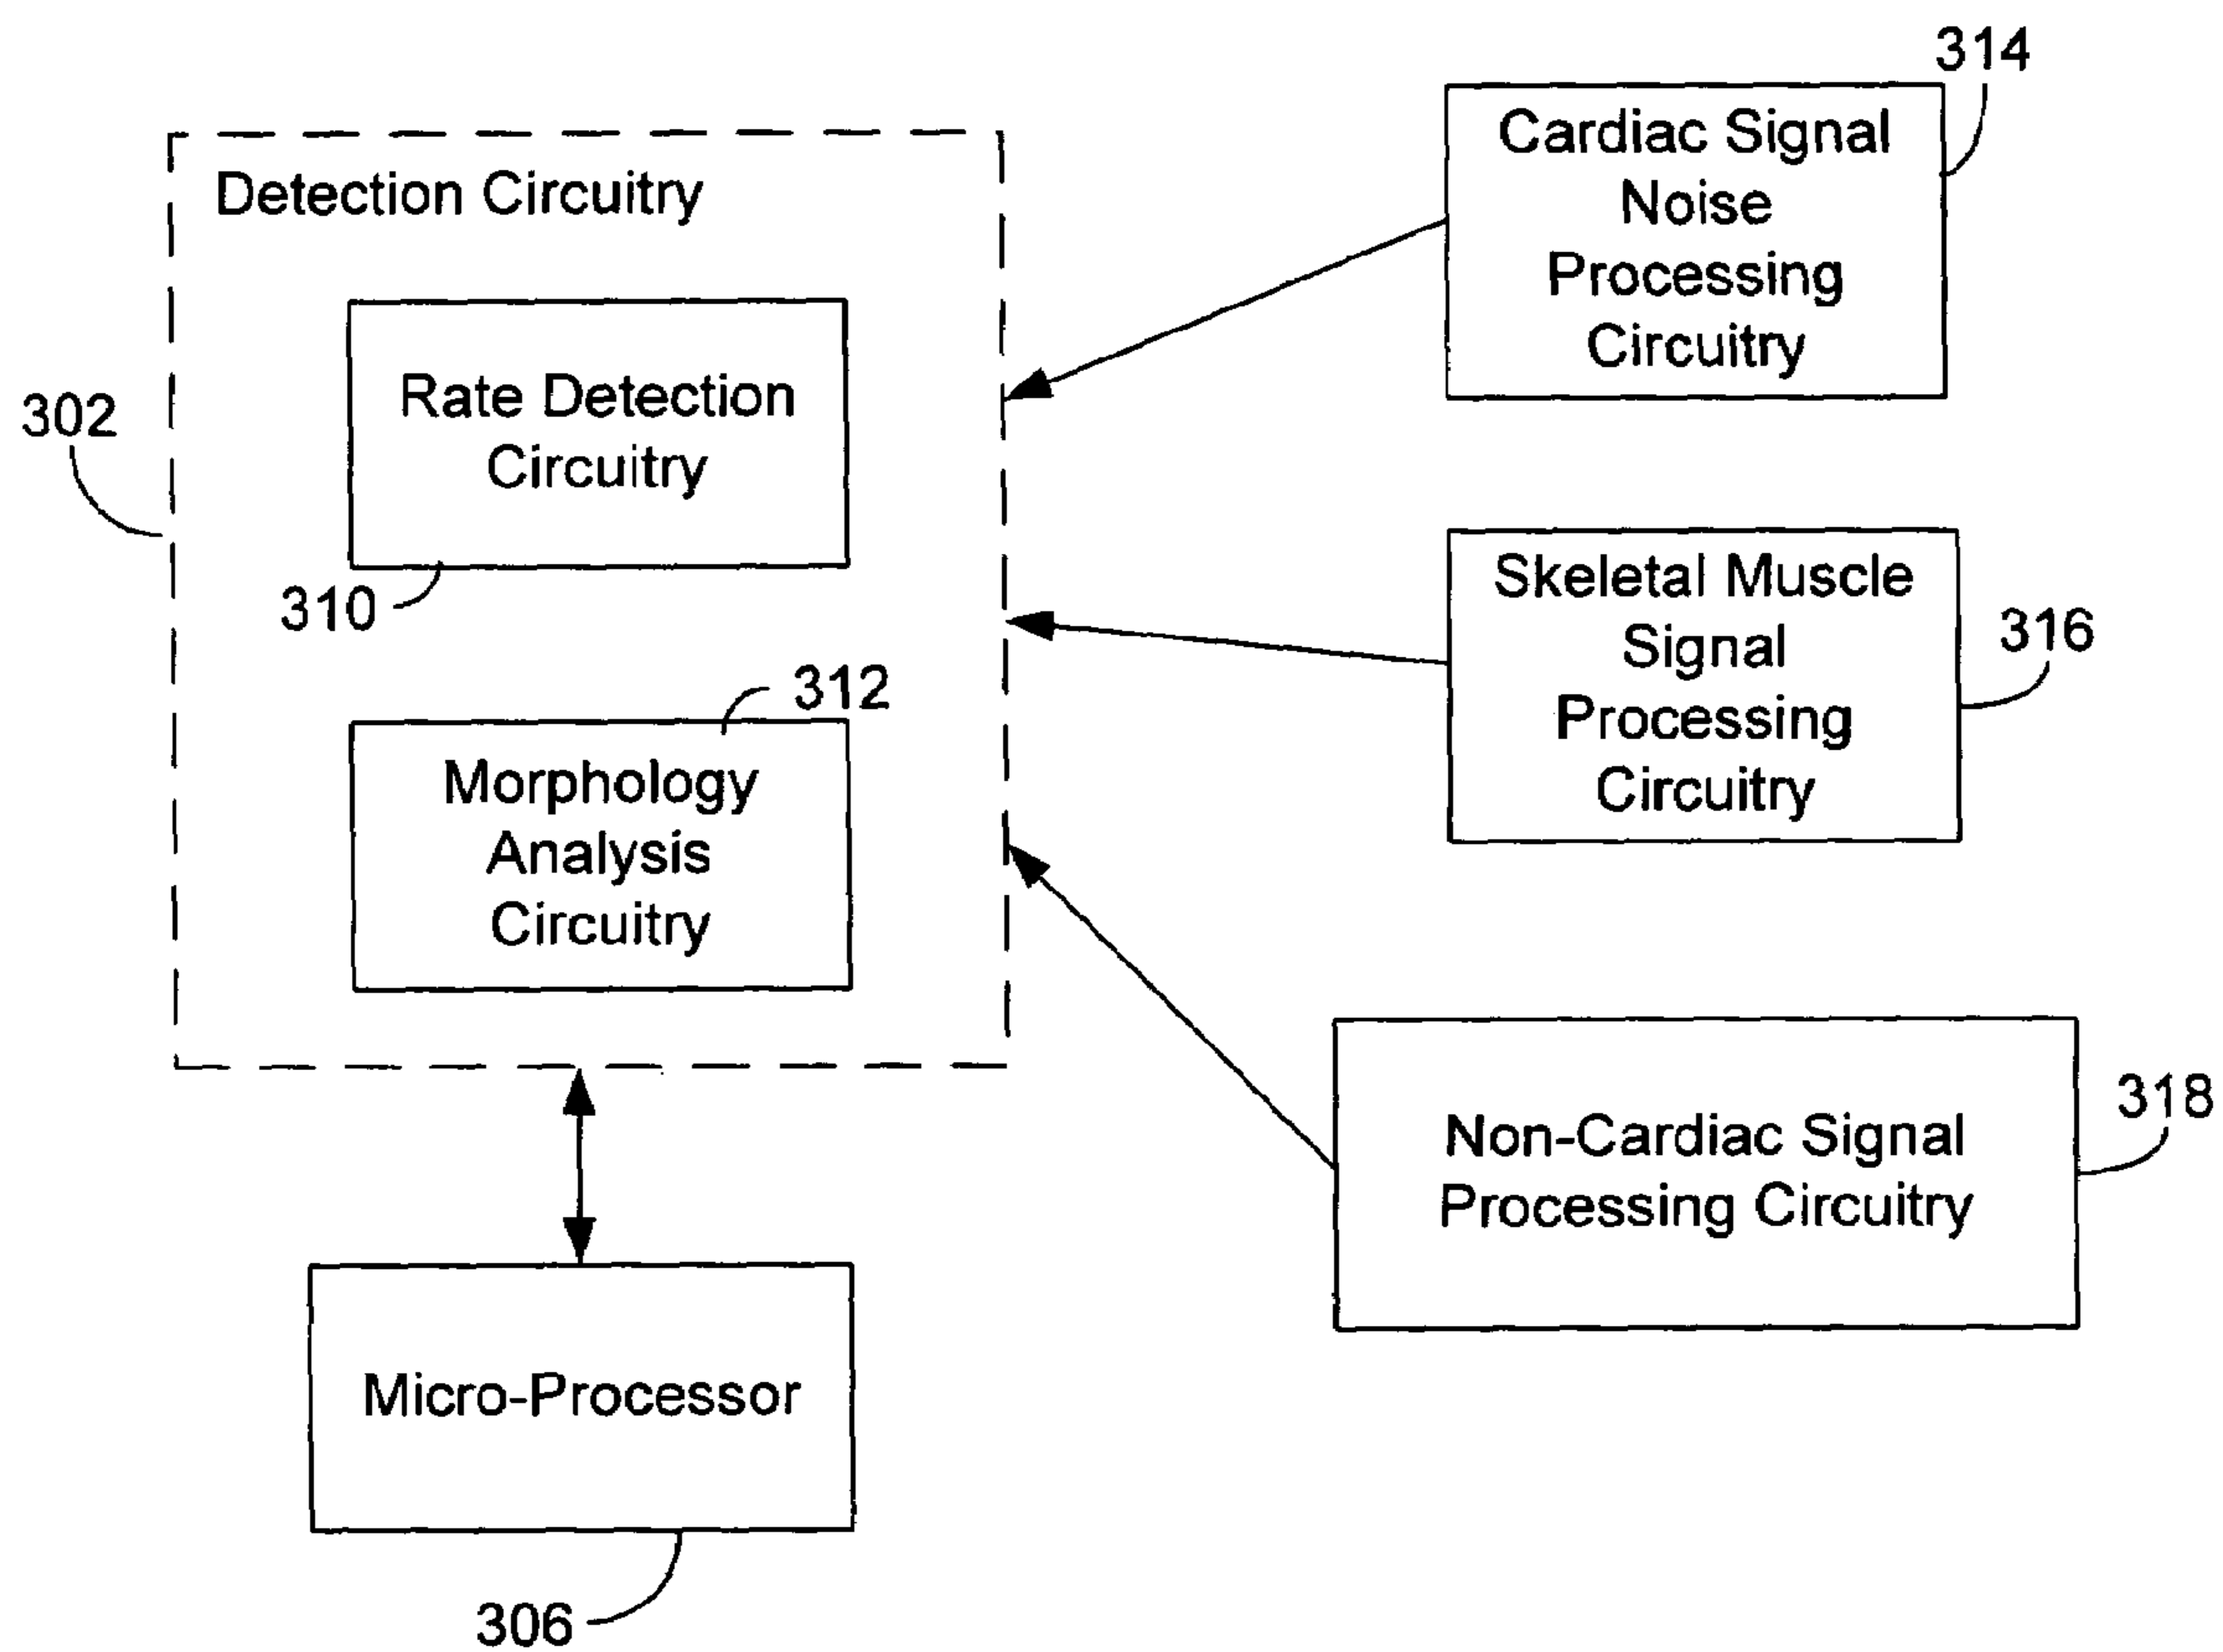 314
Cardiac Signal
Noise
Processing
Circuitry
Detection Circuitry
Rate Detection
Circuitry
302
310
Skeletal Muscle
Signal
Processing
Circuitry
316
312
Morphology
Analysis
Circuitry
Non-Cardiac Signal
Processing Circuitry
318
Micro-Processor
306